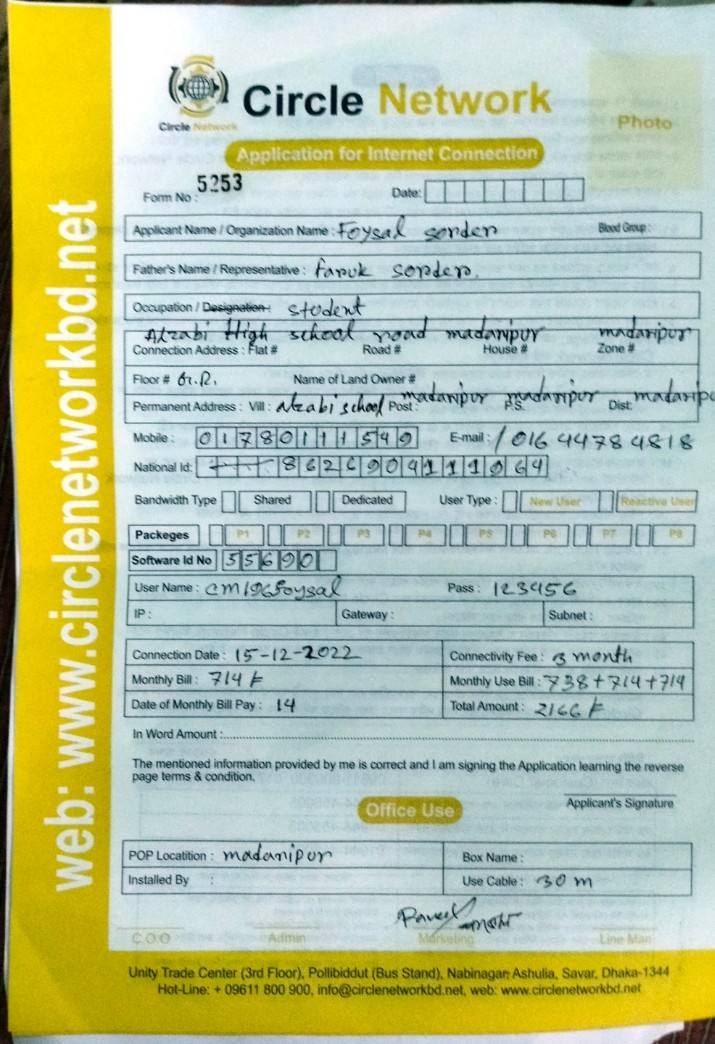 Circle Network
Circle Network
Photo
Application for Internet Connection
Form No : 5253
Date:
Applicant Name / Organization Name : Foysal sorder Blood Group :
Father's Name / Representative : faruk sorder.
Occupation / Designation: student
Alzabi High school road madaripur madaripur
Connection Address : Flat # Road # House # Zone #
Floor # G.R. Name of Land Owner #
Permanent Address : Vill : Alzabi school Post : madaripur P.S. madaripur Dist: madaripu
Mobile : 01780111549 E-mail : / 01644784818
National Id: 8626904111064
Bandwidth Type Shared Dedicated User Type : New User Reactive User
Packeges P1 P2 P3 P4 P5 P6 P7 P8
Software Id No 55690
User Name : cm196foysal Pass : 123456
IP : Gateway : Subnet :
Connection Date : 15-12-2022 Connectivity Fee : 3 month
Monthly Bill : 714 ৳ Monthly Use Bill : 738+714+714
Date of Monthly Bill Pay : 14 Total Amount : 2166 ৳
In Word Amount :
The mentioned information provided by me is correct and I am signing the Application learning the reverse
page terms & condition.
Applicant's Signature
Office Use
POP Locatition : madaripur Box Name :
Installed By : Use Cable : 30 m
C.O.O Admin Marketing Line Man
Unity Trade Center (3rd Floor), Pollibiddut (Bus Stand), Nabinagar, Ashulia, Savar, Dhaka-1344
Hot-Line: + 09611 800 900, info@circlenetworkbd.net, web: www.circlenetworkbd.net
web: www.circlenetworkbd.net